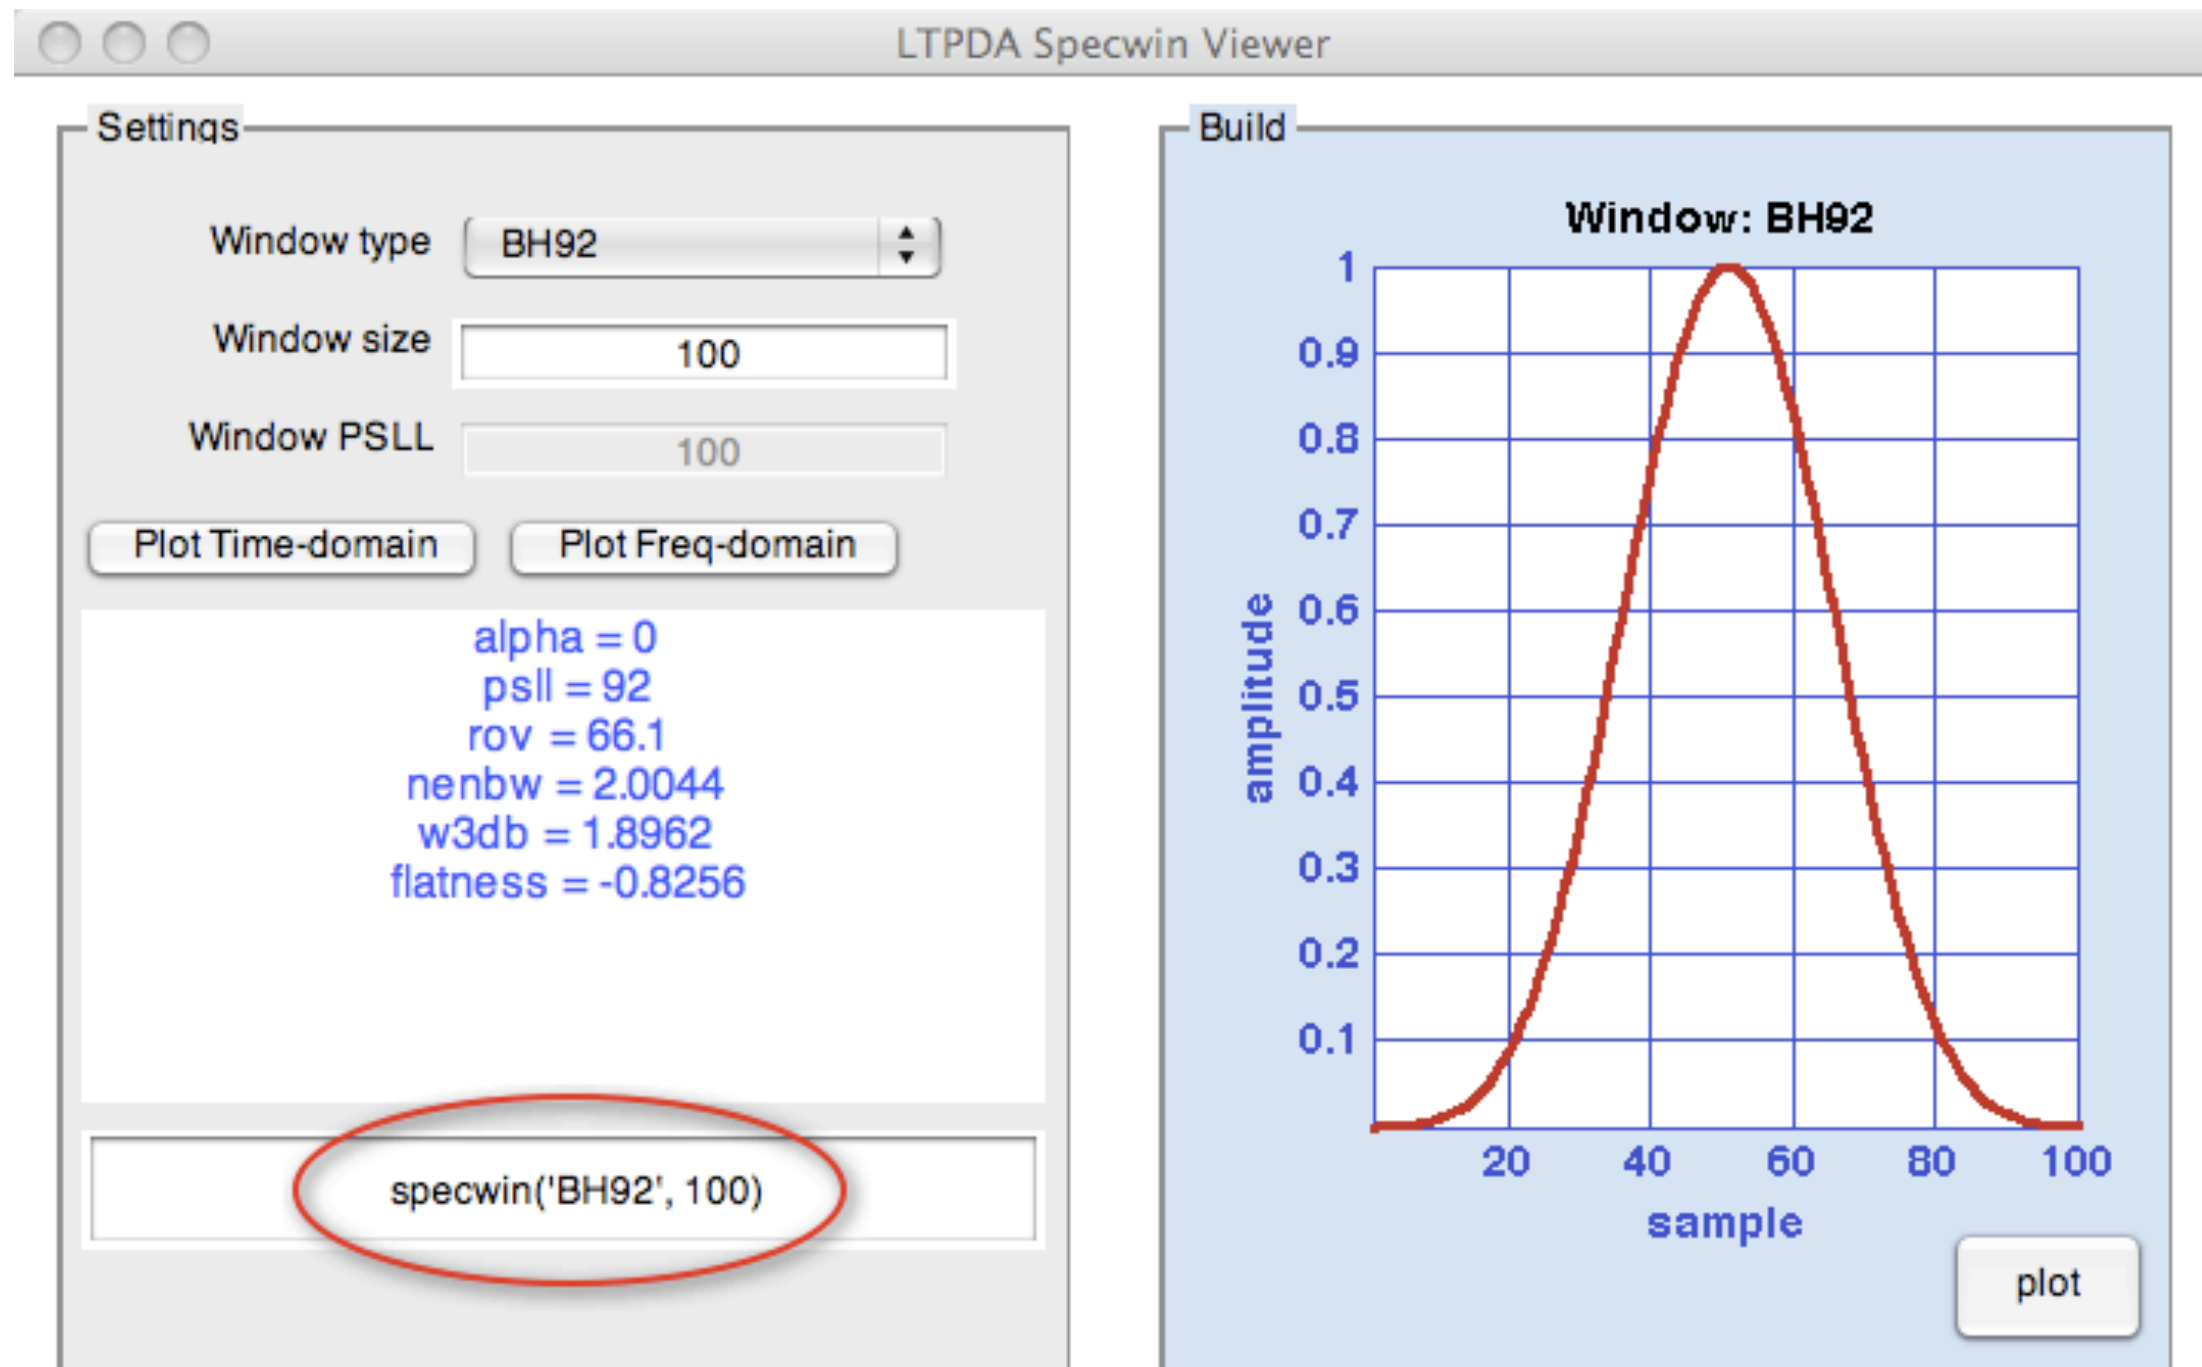 LTPDA Specwin Viewer
Settings
Window type
BH92
Window size
100
Window PSLL
100
Plot Time-domain
Plot Freq-domain
alpha = 0
psll = 92
rov = 66.1
nenbw = 2.0044
w3db = 1.8962
flatness = -0.8256
specwin('BH92', 100)
Build
Window: BH92
1
0.9
0.8
0.7
0.6
0.5
0.4
0.3
0.2
0.1
amplitude
20 40 60 80 100
sample
plot